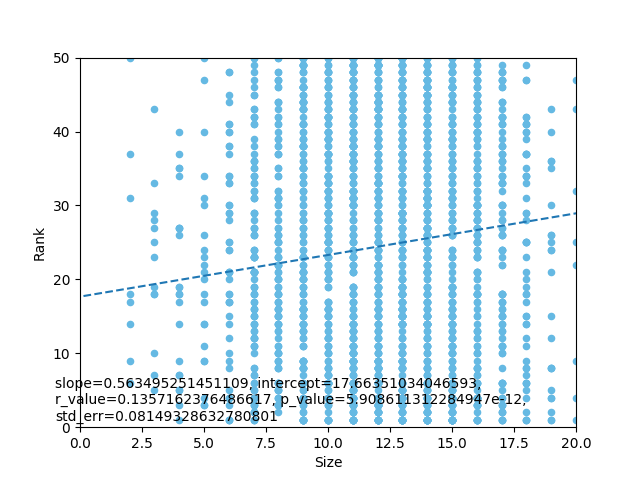 50
40
30
20
10
0
Rank
slope=0.563495251451109, intercept=17.66351034046593,
r_value=0.1357162376486617, p_value=5.908611312284947e-12,
std_err=0.08149328632780801
0.0 2.5 5.0 7.5 10.0 12.5 15.0 17.5 20.0
Size